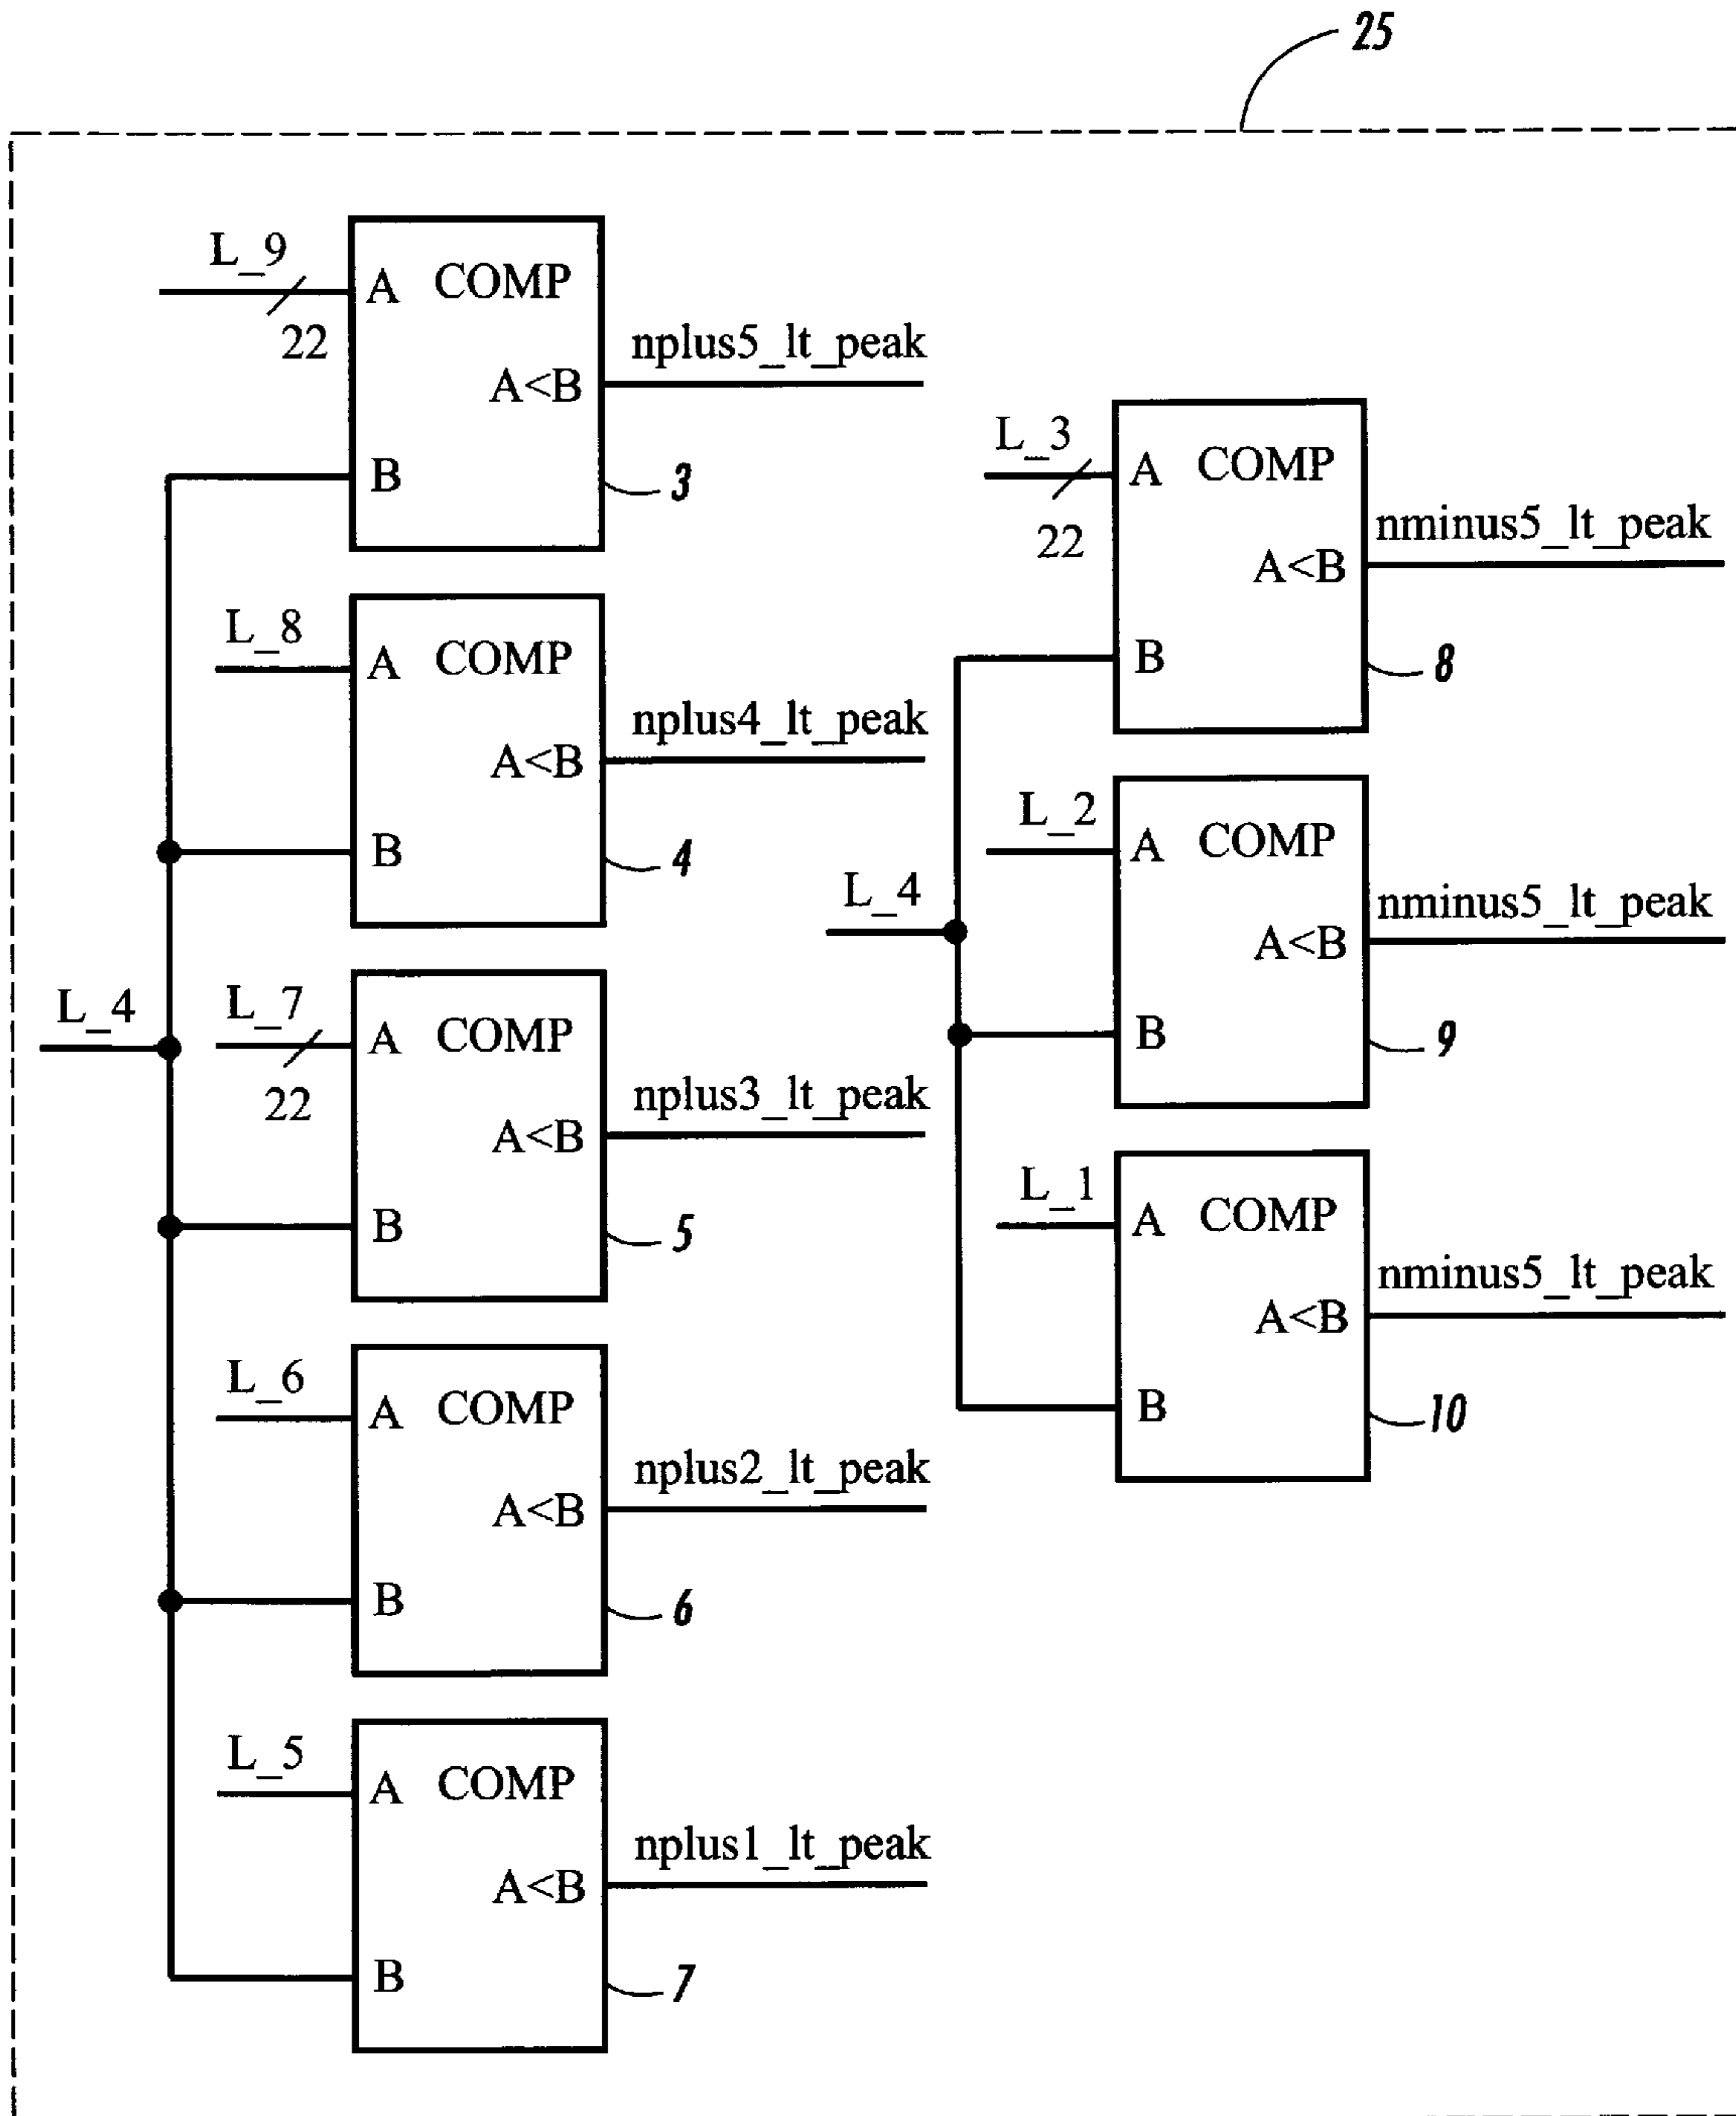 25
L_9
A COMP
22
nplus5_lt_peak
A<B
B
3
L_8
A COMP
nplus4_lt_peak
A<B
B
4
L_4
L_7
A COMP
22
nplus3_lt_peak
A<B
B
5
L_6
A COMP
nplus2_lt_peak
A<B
B
6
L_5
A COMP
nplus1_lt_peak
A<B
B
7
L_3
A COMP
22
nminus5_lt_peak
A<B
B
8
L_4
L_2
A COMP
nminus5_lt_peak
A<B
B
9
L_1
A COMP
nminus5_lt_peak
A<B
B
10